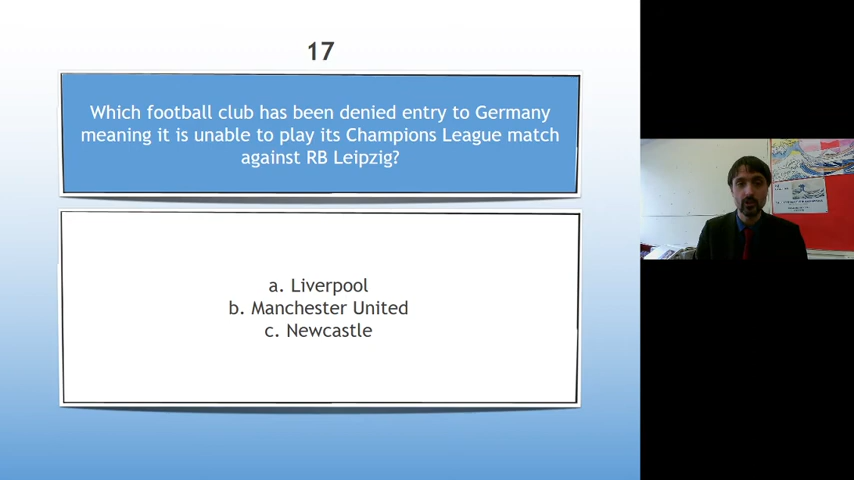 17
Which football club has been denied entry to Germany
meaning it is unable to play its Champions League match
against RB Leipzig?
a. Liverpool
b. Manchester United
c. Newcastle